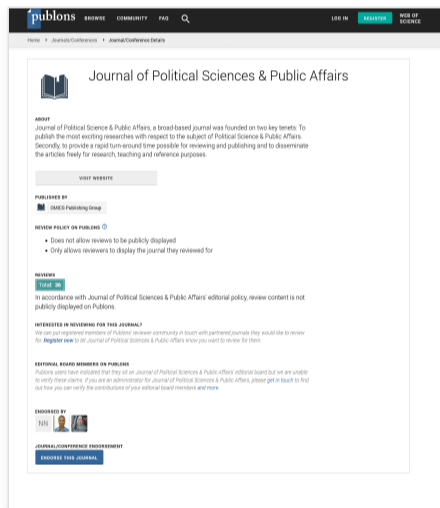 publons BROWSE COMMUNITY FAQ LOG IN REGISTER WEB OF SCIENCE
Home Journals/Conferences Journal/Conference Details
Journal of Political Sciences & Public Affairs
ABOUT
Journal of Political Science & Public Affairs, a broad-based journal was founded on two key tenets: To
publish the most exciting researches with respect to the subject of Political Science & Public Affairs.
Secondly, to provide a rapid turn-around time possible for reviewing and publishing and to disseminate
the articles freely for research, teaching and reference purposes.
VISIT WEBSITE
PUBLISHED BY
OMICS Publishing Group
REVIEW POLICY ON PUBLONS
Does not allow reviews to be publicly displayed
Only allows reviewers to display the journal they reviewed for
REVIEWS
Total 36
In accordance with Journal of Political Sciences & Public Affairs' editorial policy, review content is not
publicly displayed on Publons.
INTERESTED IN REVIEWING FOR THIS JOURNAL?
We can put registered members of Publons' reviewer community in touch with partnered journals they would like to review
for. Register now to let Journal of Political Sciences & Public Affairs know you want to review for them.
EDITORIAL BOARD MEMBERS ON PUBLONS
Publons users have indicated that they sit on Journal of Political Sciences & Public Affairs' editorial board but we are unable
to verify these claims. If you are an administrator for Journal of Political Sciences & Public Affairs, please get in touch to find
out how you can verify the contributions of your editorial board members and more.
ENDORSED BY
NN
JOURNAL/CONFERENCE ENDORSEMENT
ENDORSE THIS JOURNAL